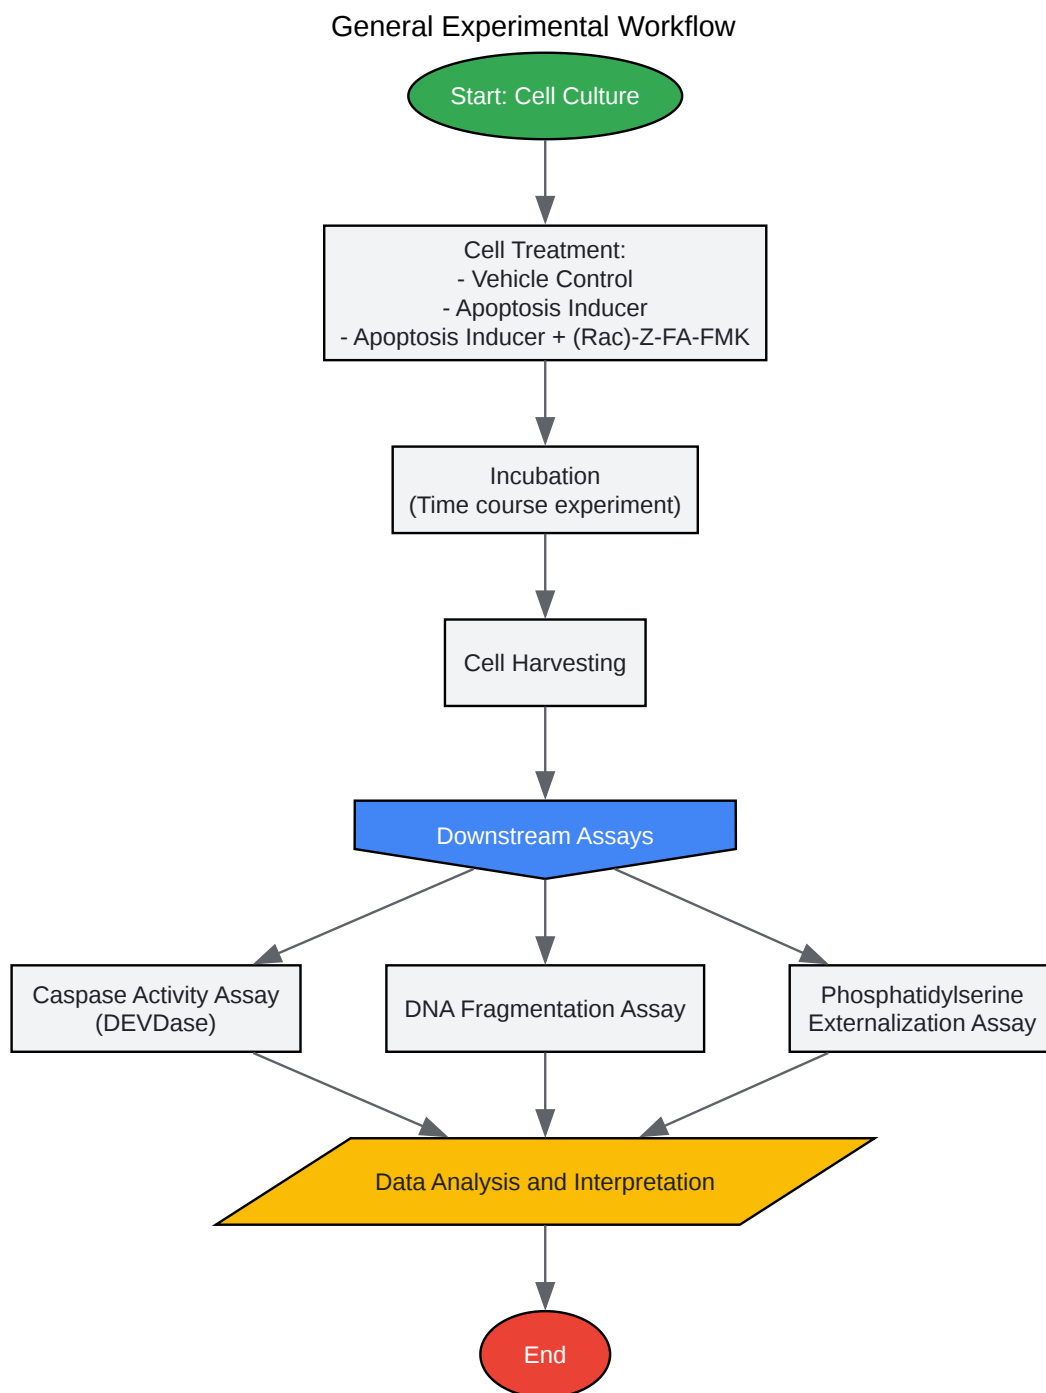 General Experimental Workflow
Start: Cell Culture
Cell Treatment:
- Vehicle Control
- Apoptosis Inducer
- Apoptosis Inducer + (Rac)-Z-FA-FMK
Incubation
(Time course experiment)
Cell Harvesting
Downstream Assays
Caspase Activity Assay
(DEVDase)
DNA Fragmentation Assay
Phosphatidylserine
Externalization Assay
Data Analysis and Interpretation
End